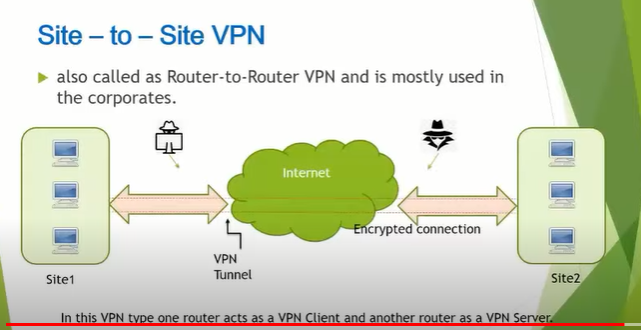 Site – to – Site VPN
also called as Router-to-Router VPN and is mostly used in
the corporates.
Internet
Encrypted connection
VPN
Tunnel
Site1
Site2
In this VPN type one router acts as a VPN Client and another router as a VPN Server.